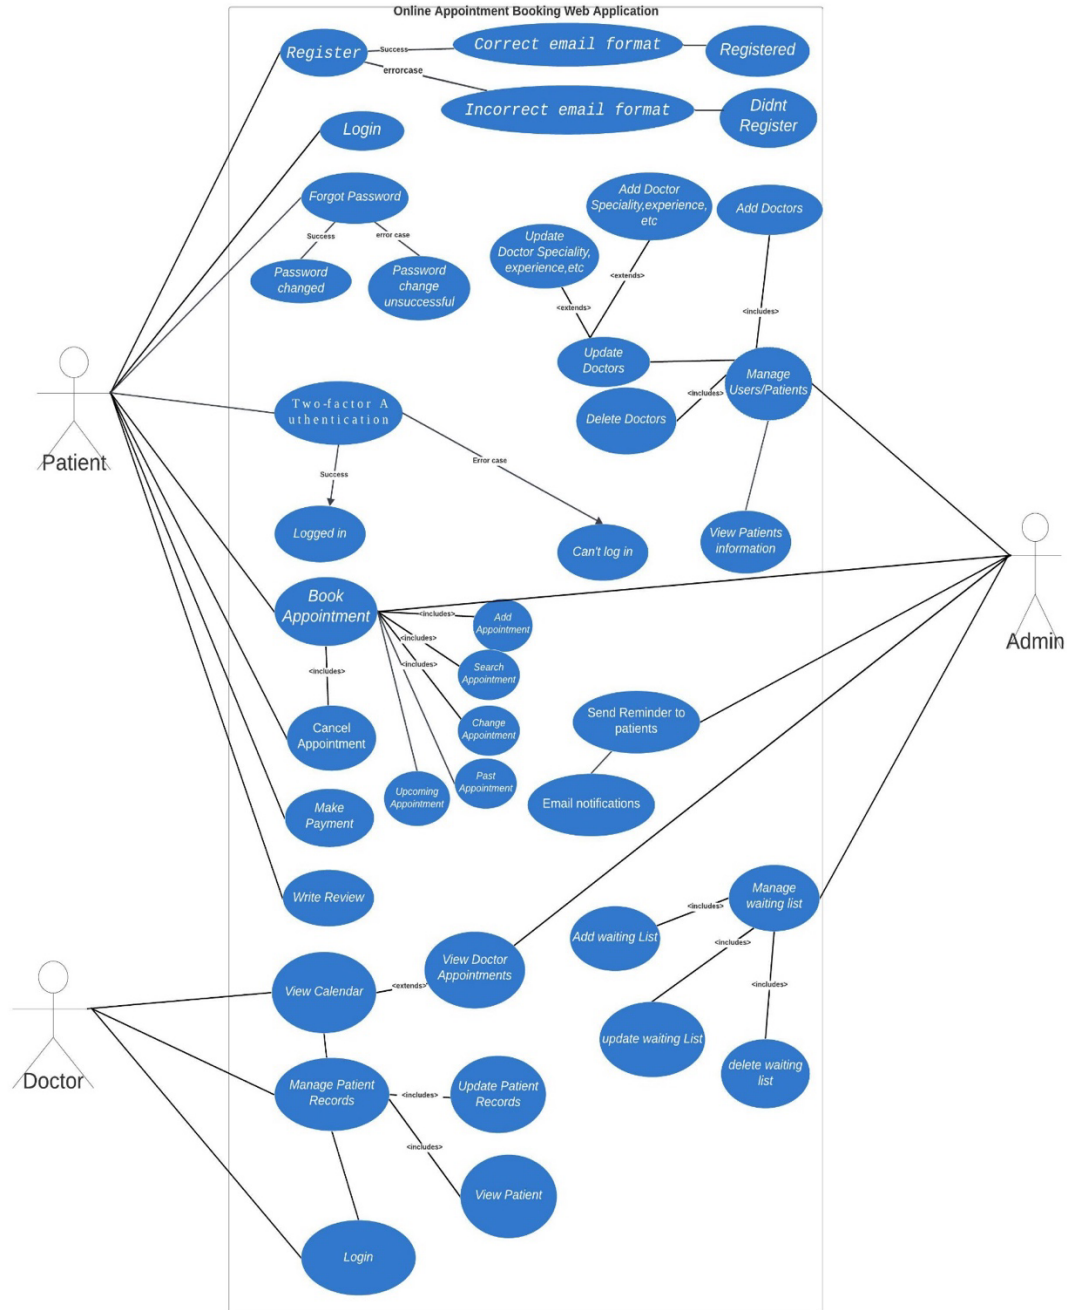 Online Appointment Booking Web Application
Register
Success
Correct email format
Registered
errorcase
Incorrect email format
Didnt
Register
Login
Forgot Password
Success
error case
Password
changed
Password
change
unsuccessful
Add Doctor
Speciality,experience,
etc
Add Doctors
Update
Doctor Speciality,
experience,etc
<extends>
<extends>
<includes>
Update
Doctors
Manage
Users/Patients
<includes>
Delete Doctors
Patient
Two-factor A
uthentication
Success
Error case
Logged in
Can't log in
View Patients
information
Admin
Book
Appointment
<includes>
Add
Appointment
<includes>
Search
Appointment
<includes>
Change
Appointment
<includes>
Cancel
Appointment
Past
Appointment
Upcoming
Appointment
Send Reminder to
patients
Email notifications
Make
Payment
Write Review
Manage
waiting list
<includes>
Add waiting List
<includes>
update waiting List
<includes>
delete waiting
list
View Doctor
Appointments
<extends>
View Calendar
Doctor
Manage Patient
Records
<includes>
Update Patient
Records
<includes>
View Patient
Login